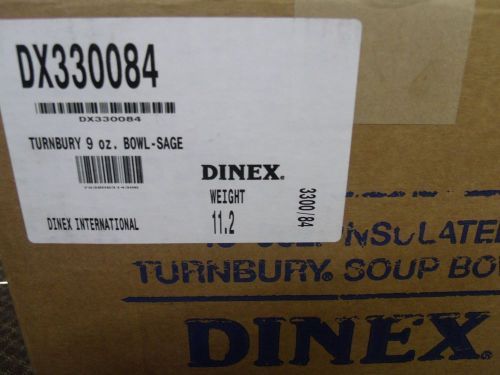 DX330084
DX330084
TURNBURY 9 oz. BOWL-SAGE
DINEX®
WEIGHT
11.2
3300/84
DINEX INTERNATIONAL
INSULATE
TURNBURY® SOUP BO
DINEX